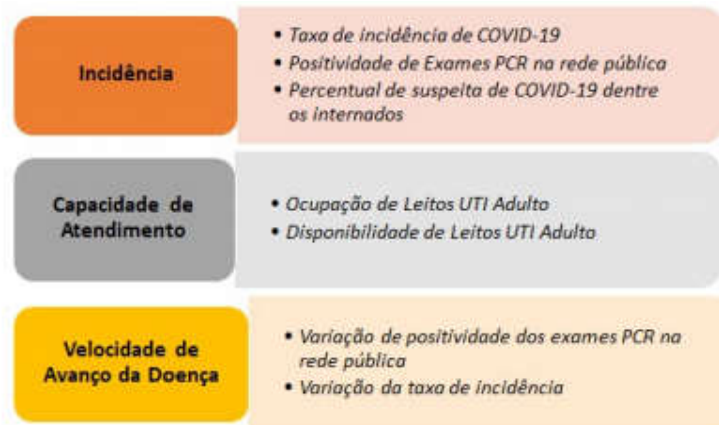 Incidência
• Taxa de incidência de COVID-19
• Positividade de Exames PCR na rede pública
• Percentual de suspeita de COVID-19 dentre
os internados
Capacidade de
Atendimento
• Ocupação de Leitos UTI Adulto
• Disponibilidade de Leitos UTI Adulto
Velocidade de
Avanço da Doença
• Variação de positividade dos exames PCR na
rede pública
• Variação da taxa de incidência